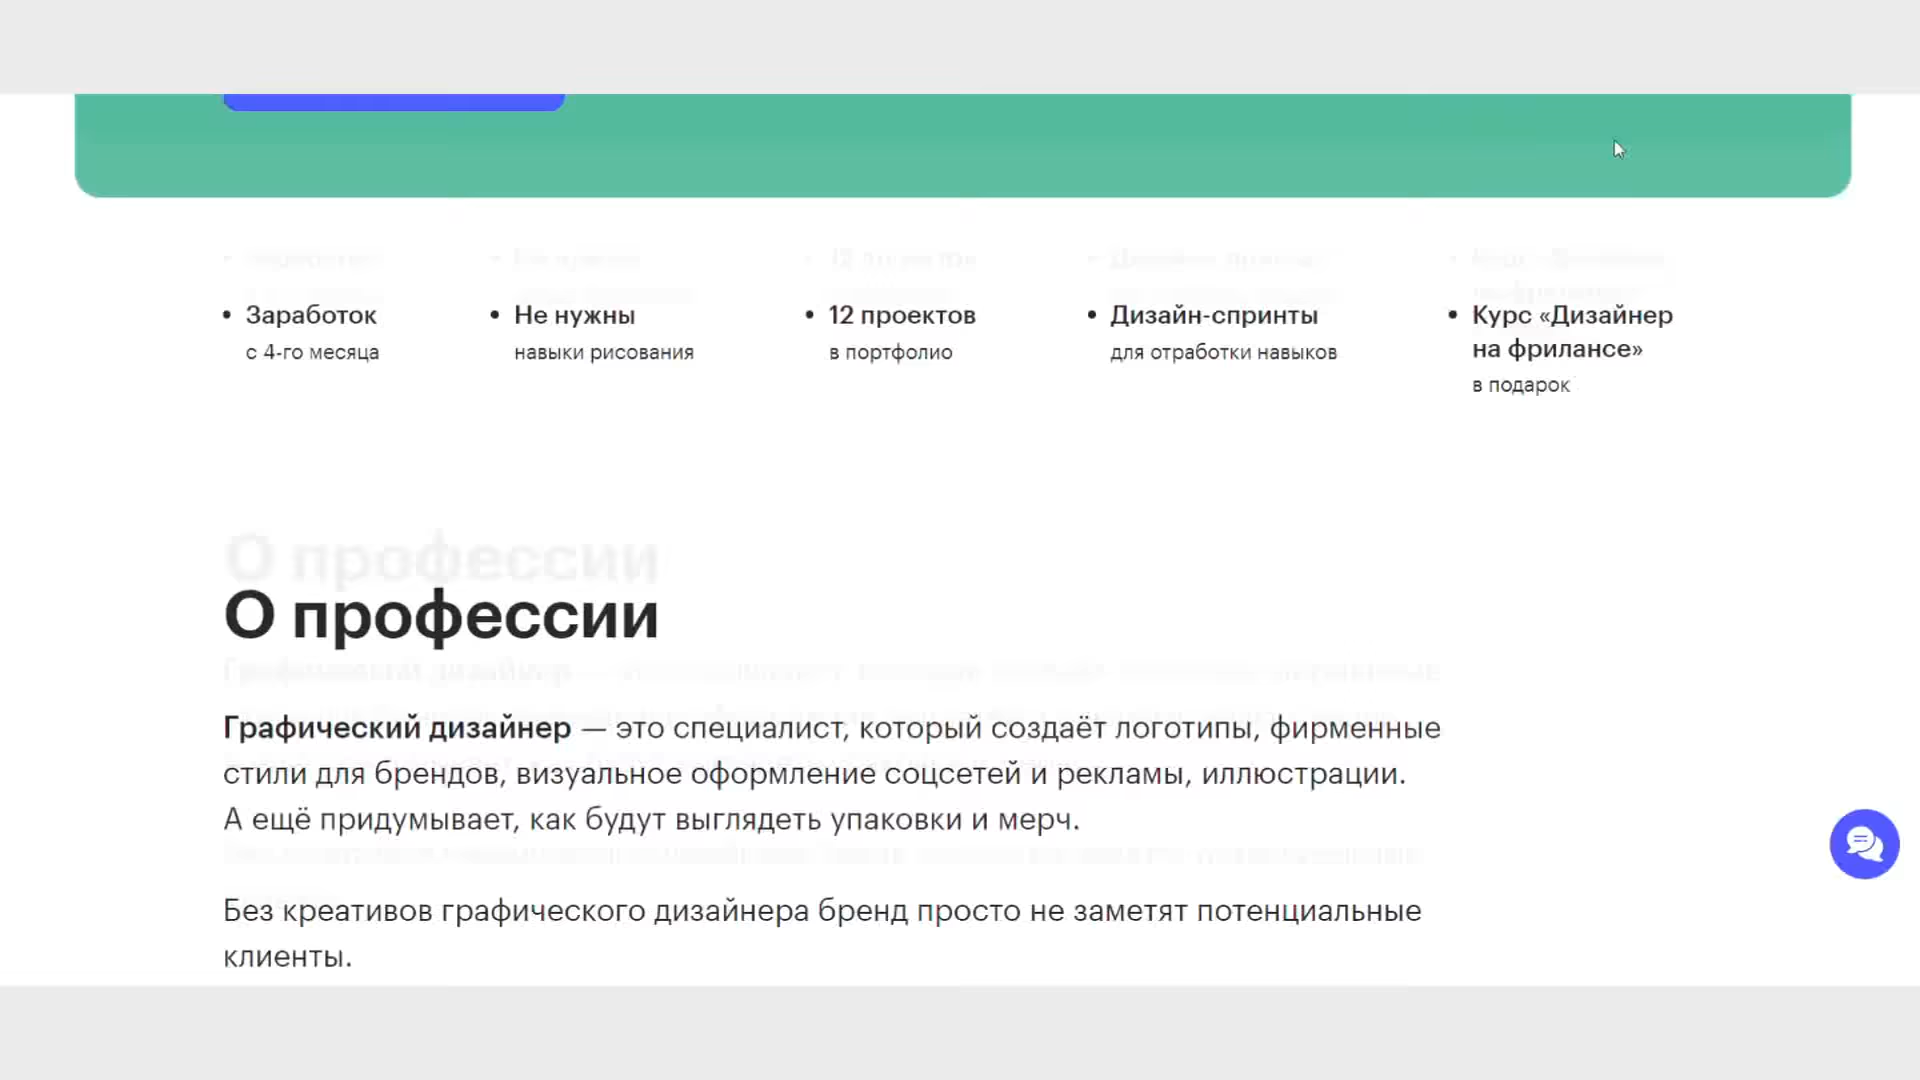 Заработок
с 4-го месяца
Не нужны
навыки рисования
12 проектов
в портфолио
Дизайн-спринты
для отработки навыков
Курс «Дизайнер
на фрилансе»
в подарок
О профессии
Графический дизайнер — это специалист, который создаёт логотипы, фирменные
стили для брендов, визуальное оформление соцсетей и рекламы, иллюстрации.
А ещё придумывает, как будут выглядеть упаковки и мерч.
Без креативов графического дизайнера бренд просто не заметят потенциальные
клиенты.